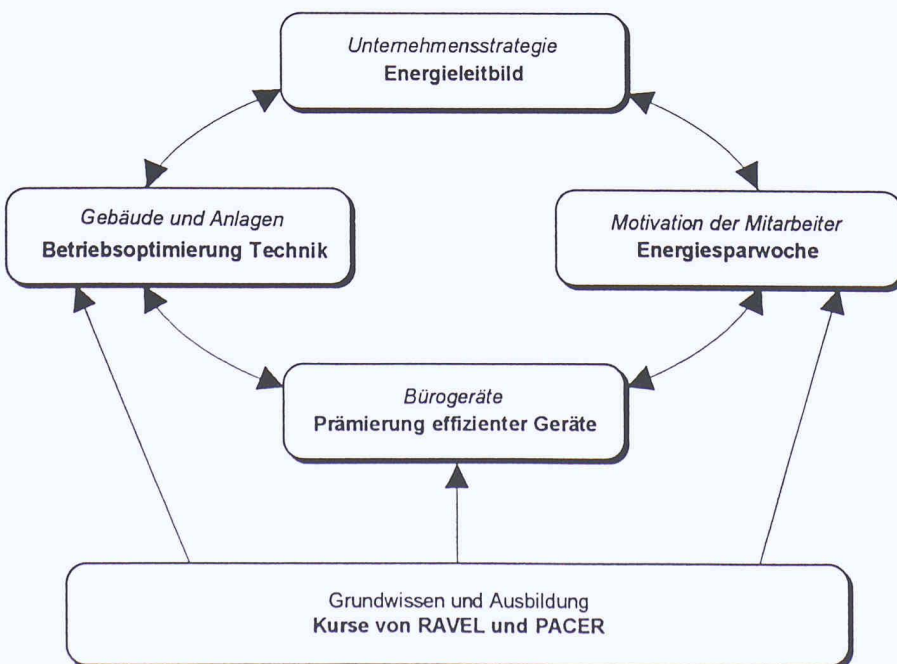 Unternehmensstrategie
Energieleitbild
Gebäude und Anlagen
Betriebsoptimierung Technik
Motivation der Mitarbeiter
Energiesparwoche
Bürogeräte
Prämierung effizienter Geräte
Grundwissen und Ausbildung
Kurse von RAVEL und PACER